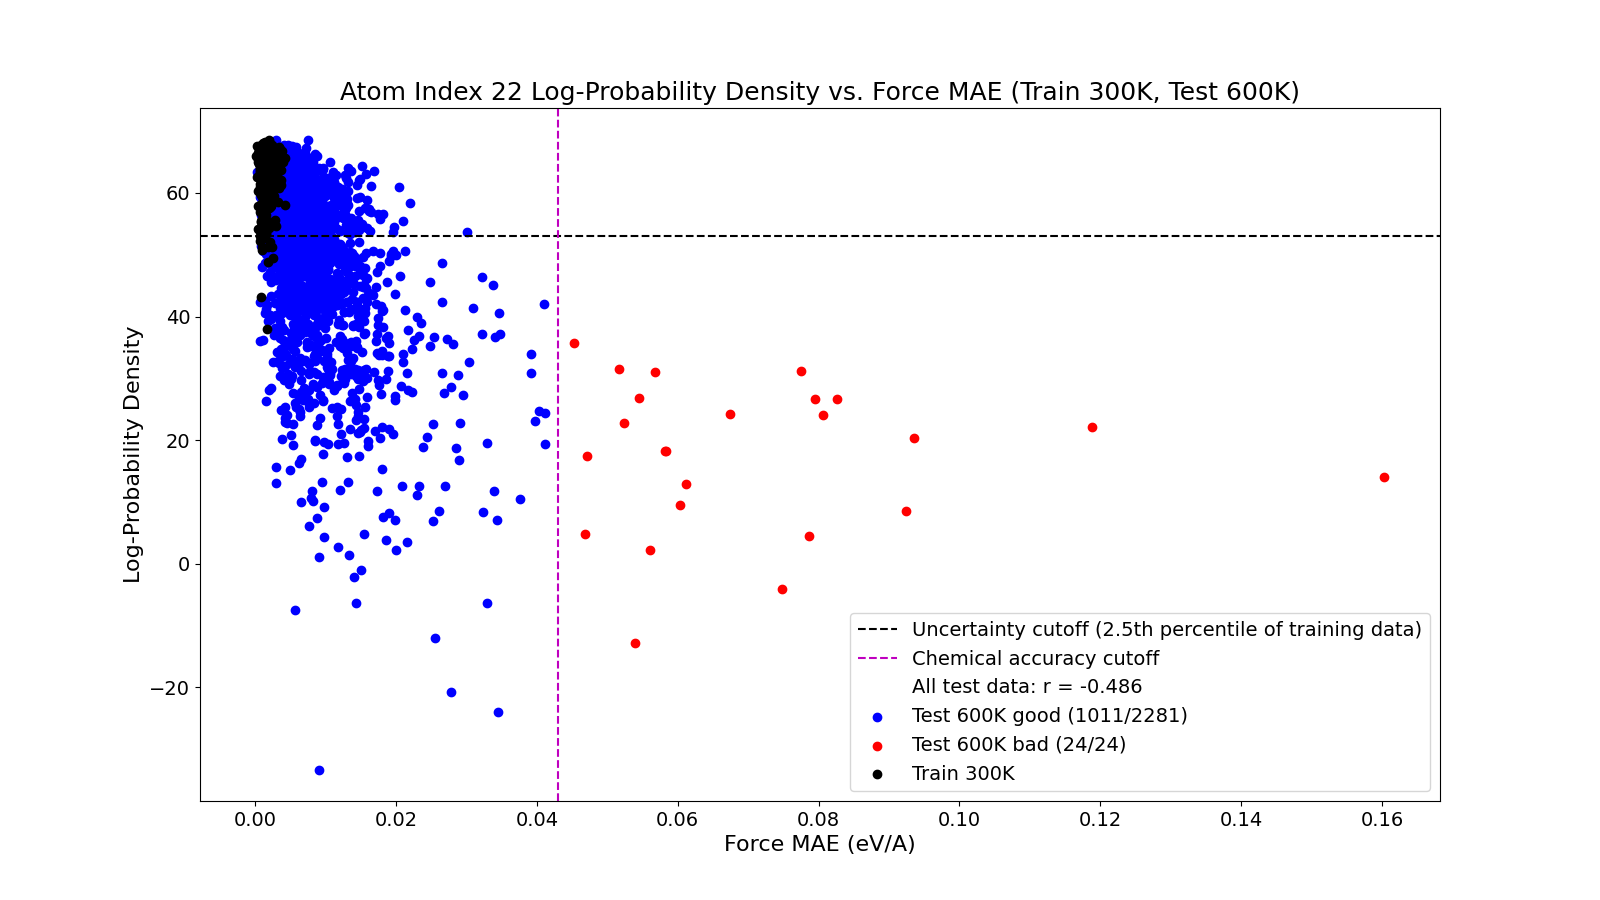 Atom Index 22 Log-Probability Density vs. Force MAE (Train 300K, Test 600K)
Log-Probability Density
60
40
20
0
−20
Uncertainty cutoff (2.5th percentile of training data)
Chemical accuracy cutoff
All test data: r = -0.486
Test 600K good (1011/2281)
Test 600K bad (24/24)
Train 300K
0.00 0.02 0.04 0.06 0.08 0.10 0.12 0.14 0.16
Force MAE (eV/A)